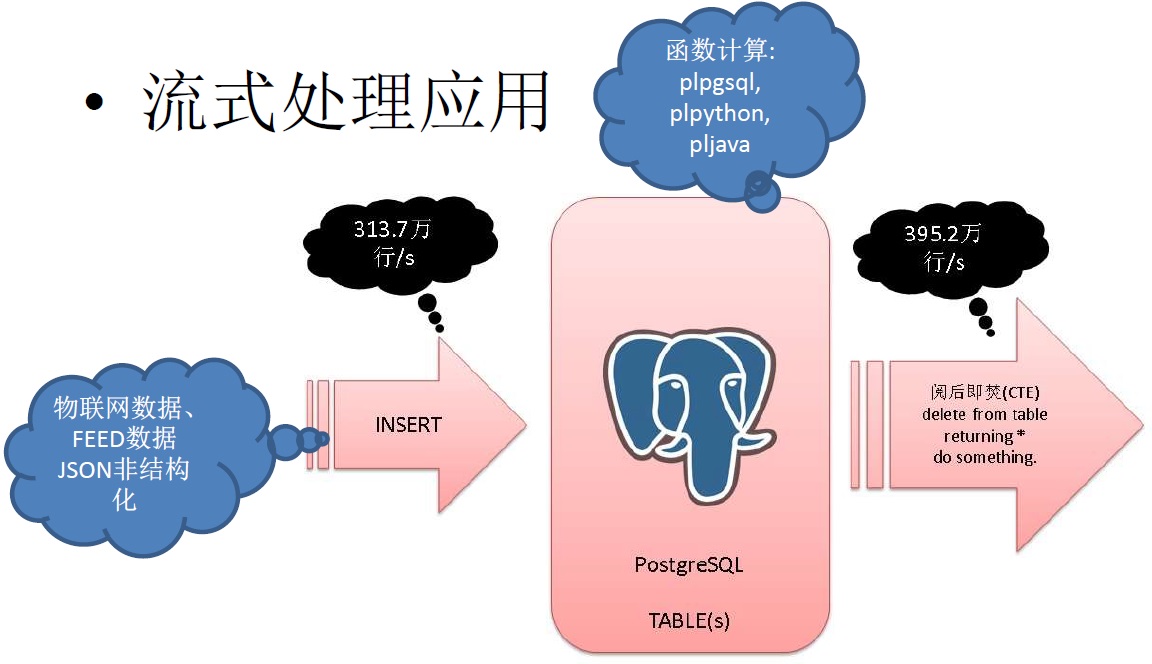 • 流式处理应用
函数计算:
plpgsql,
plpython,
pljava
313.7万
行/s
395.2万
行/s
物联网数据、
FEED数据
JSON非结构
化
INSERT
阅后即焚(CTE)
delete from table
returning *
do something.
PostgreSQL
TABLE(s)